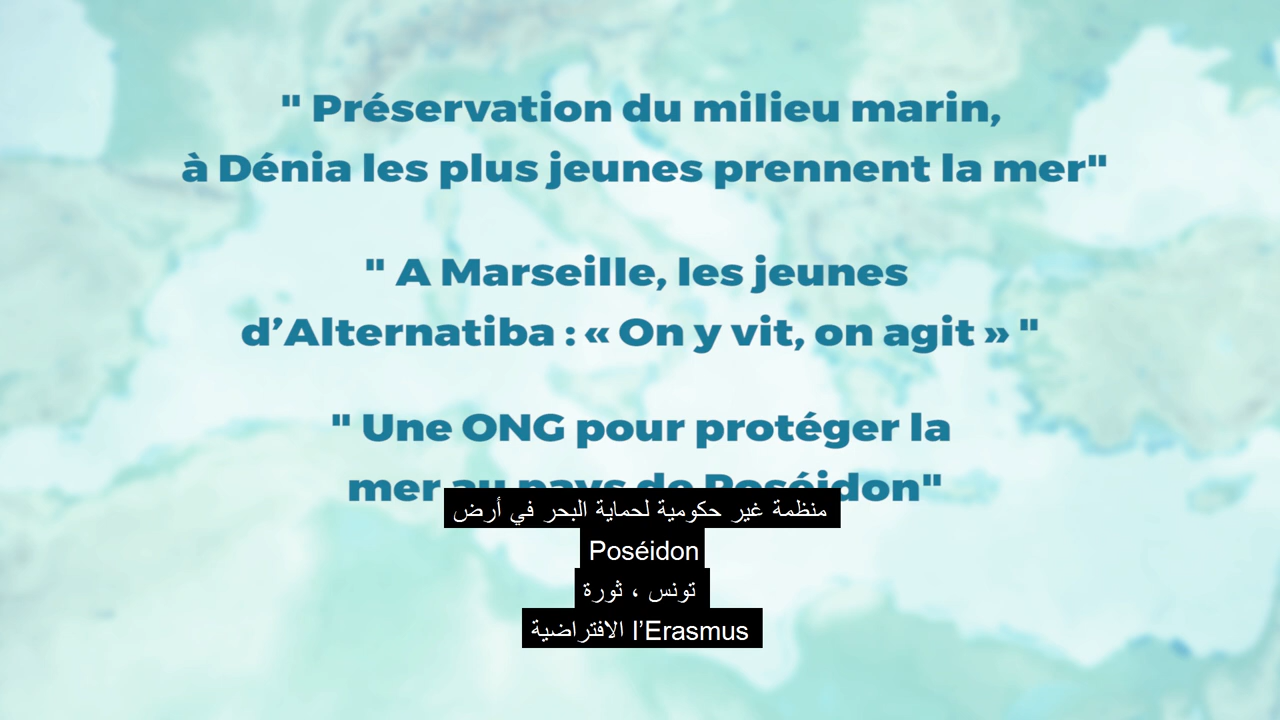 " Préservation du milieu marin,
à Dénia les plus jeunes prennent la mer"
" A Marseille, les jeunes
d’Alternatiba : « On y vit, on agit » "
" Une ONG pour protéger la
mer au pays de Poséidon"
منظمة غير حكومية لحماية البحر في أرض
Poséidon
تونس ، ثورة
l’Erasmus الافتراضية